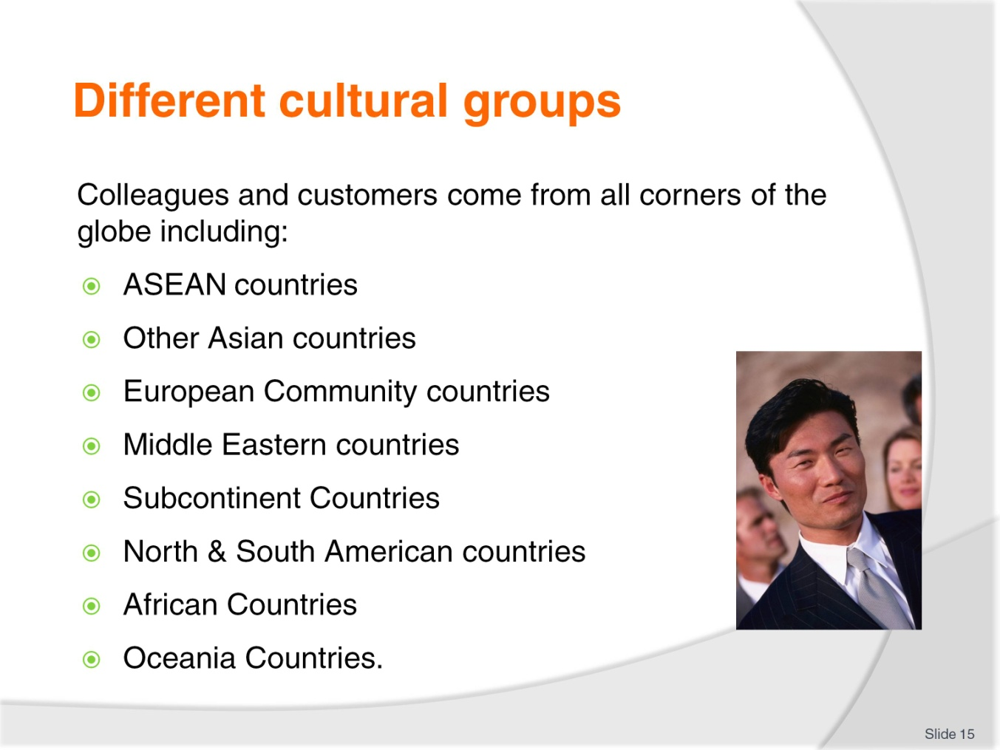 Different cultural groups
Colleagues and customers come from all corners of the
globe including:
ASEAN countries
Other Asian countries
European Community countries
Middle Eastern countries
Subcontinent Countries
North & South American countries
African Countries
Oceania Countries.
Slide 15